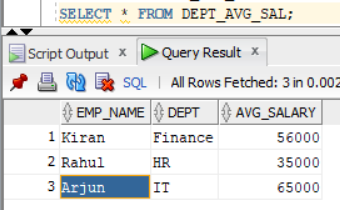 SELECT * FROM DEPT_AVG_SAL;
Script Output x Query Result x
SQL | All Rows Fetched: 3 in 0.002
EMP_NAME DEPT AVG_SALARY
1 Kiran Finance 56000
2 Rahul HR 35000
3 Arjun IT 65000